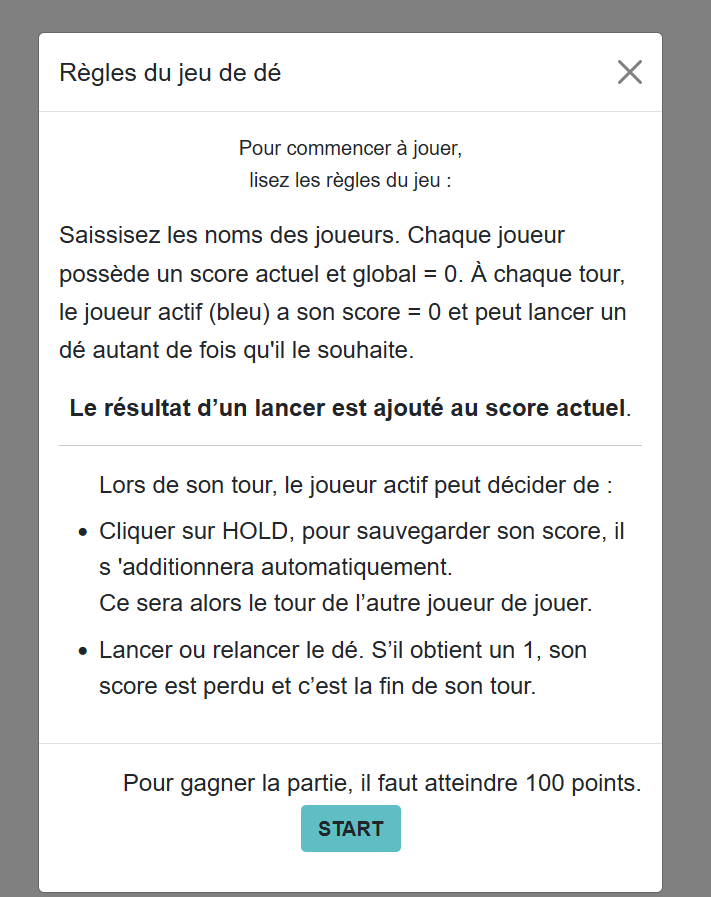 Règles du jeu de dé
Pour commencer à jouer,
lisez les règles du jeu :
Saissisez les noms des joueurs. Chaque joueur
possède un score actuel et global = 0. À chaque tour,
le joueur actif (bleu) a son score = 0 et peut lancer un
dé autant de fois qu'il le souhaite.
Le résultat d’un lancer est ajouté au score actuel.
Lors de son tour, le joueur actif peut décider de :
• Cliquer sur HOLD, pour sauvegarder son score, il
s 'additionnera automatiquement.
Ce sera alors le tour de l’autre joueur de jouer.
• Lancer ou relancer le dé. S’il obtient un 1, son
score est perdu et c’est la fin de son tour.
Pour gagner la partie, il faut atteindre 100 points.
START